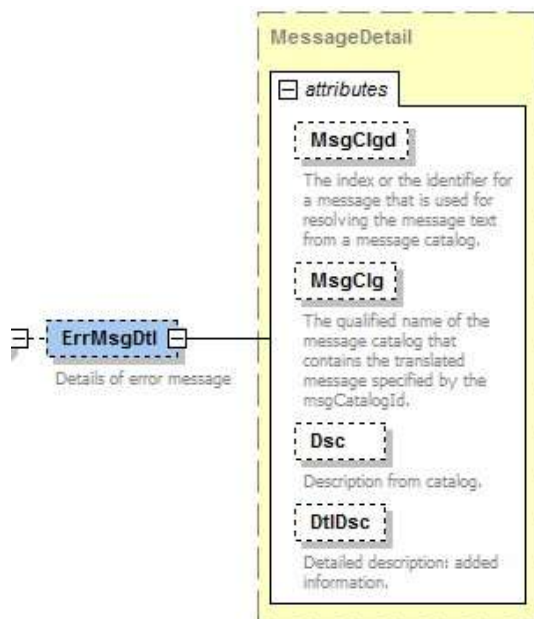 MessageDetail
attributes
MsgClgd
The index or the identifier for
a message that is used for
resolving the message text
from a message catalog.
MsgClg
The qualified name of the
message catalog that
contains the translated
message specified by the
msgCatalogId.
ErrMsgDtl
Details of error message
Dsc
Description from catalog.
DtlDsc
Detailed description: added
information.